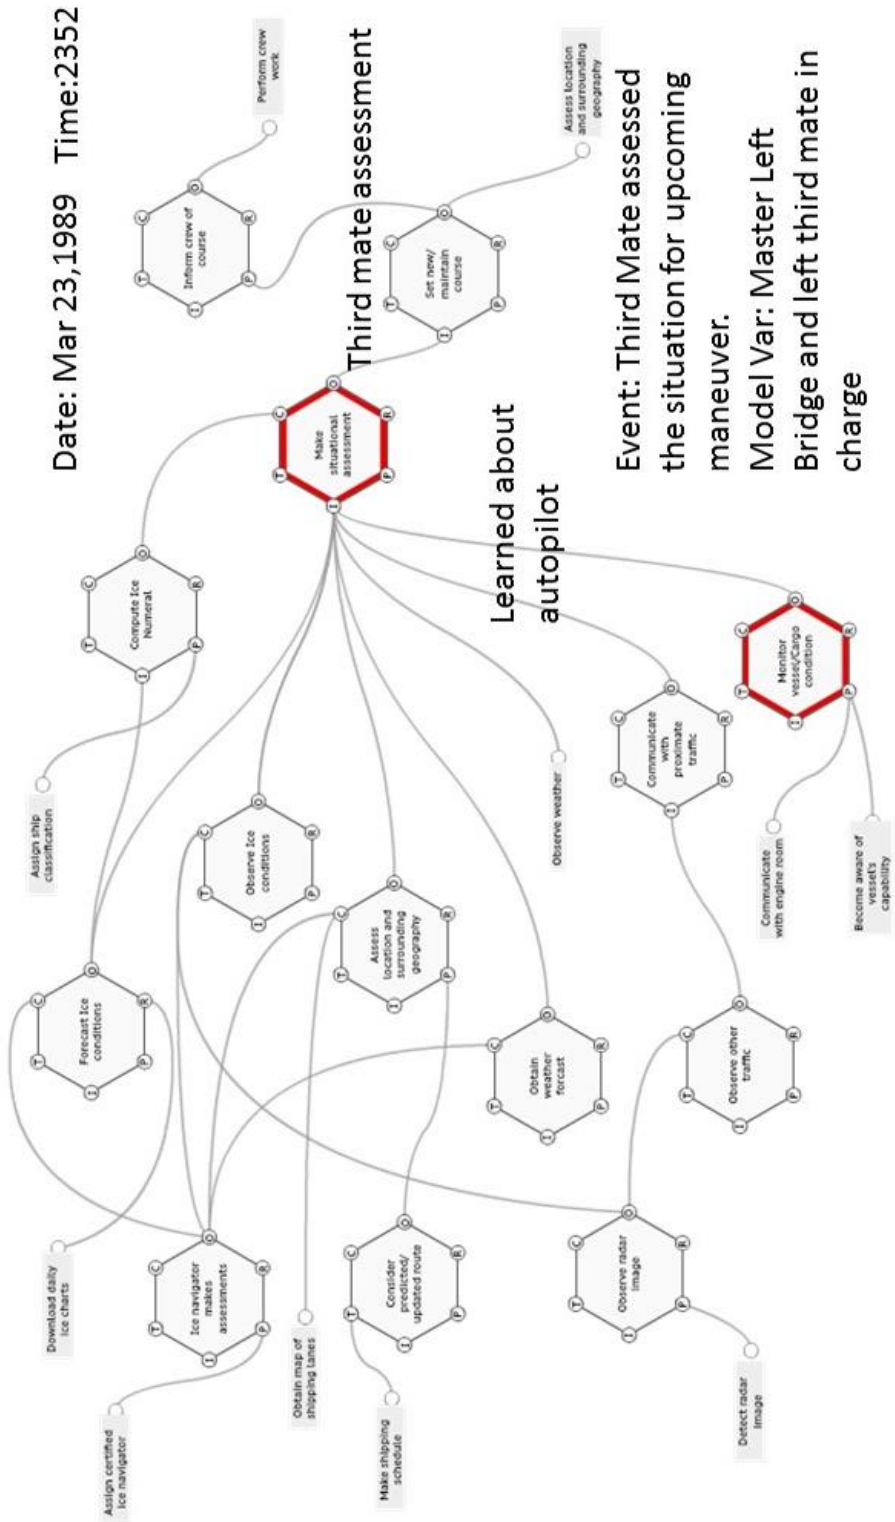 Date: Mar 23,1989 Time:2352
Assign certified
ice navigator
Download daily
ice charts
Assign ship
classification
Perform crew
work
T
C
I
O
P
R
Forecast Ice
conditions
T
C
I
O
P
R
Compute Ice
Numeral
T
C
I
O
P
R
Inform crew of
course
T
C
I
O
P
R
Ice navigator
makes
assessments
T
C
I
O
P
R
Observe Ice
conditions
T
C
I
O
P
R
Make
situational
assessment
Third mate assessment
T
C
I
O
P
R
Set new/
maintain
course
Assess location
and surrounding
geography
Obtain map of
shipping lanes
T
C
I
O
P
R
Assess
location and
surrounding
geography
Make shipping
schedule
T
C
I
O
P
R
Consider
predicted/
updated route
T
C
I
O
P
R
Obtain
weather
forcast
Observe weather
Learned about
autopilot
T
C
I
O
P
R
Observe radar
image
Detect radar
image
T
C
I
O
P
R
Observe other
traffic
T
C
I
O
P
R
Communicate
with
proximate
traffic
T
C
I
O
P
R
Monitor
vessel/Cargo
condition
Communicate
with engine room
Become aware of
vessel's
capability
Event: Third Mate assessed
the situation for upcoming
maneuver.
Model Var: Master Left
Bridge and left third mate in
charge